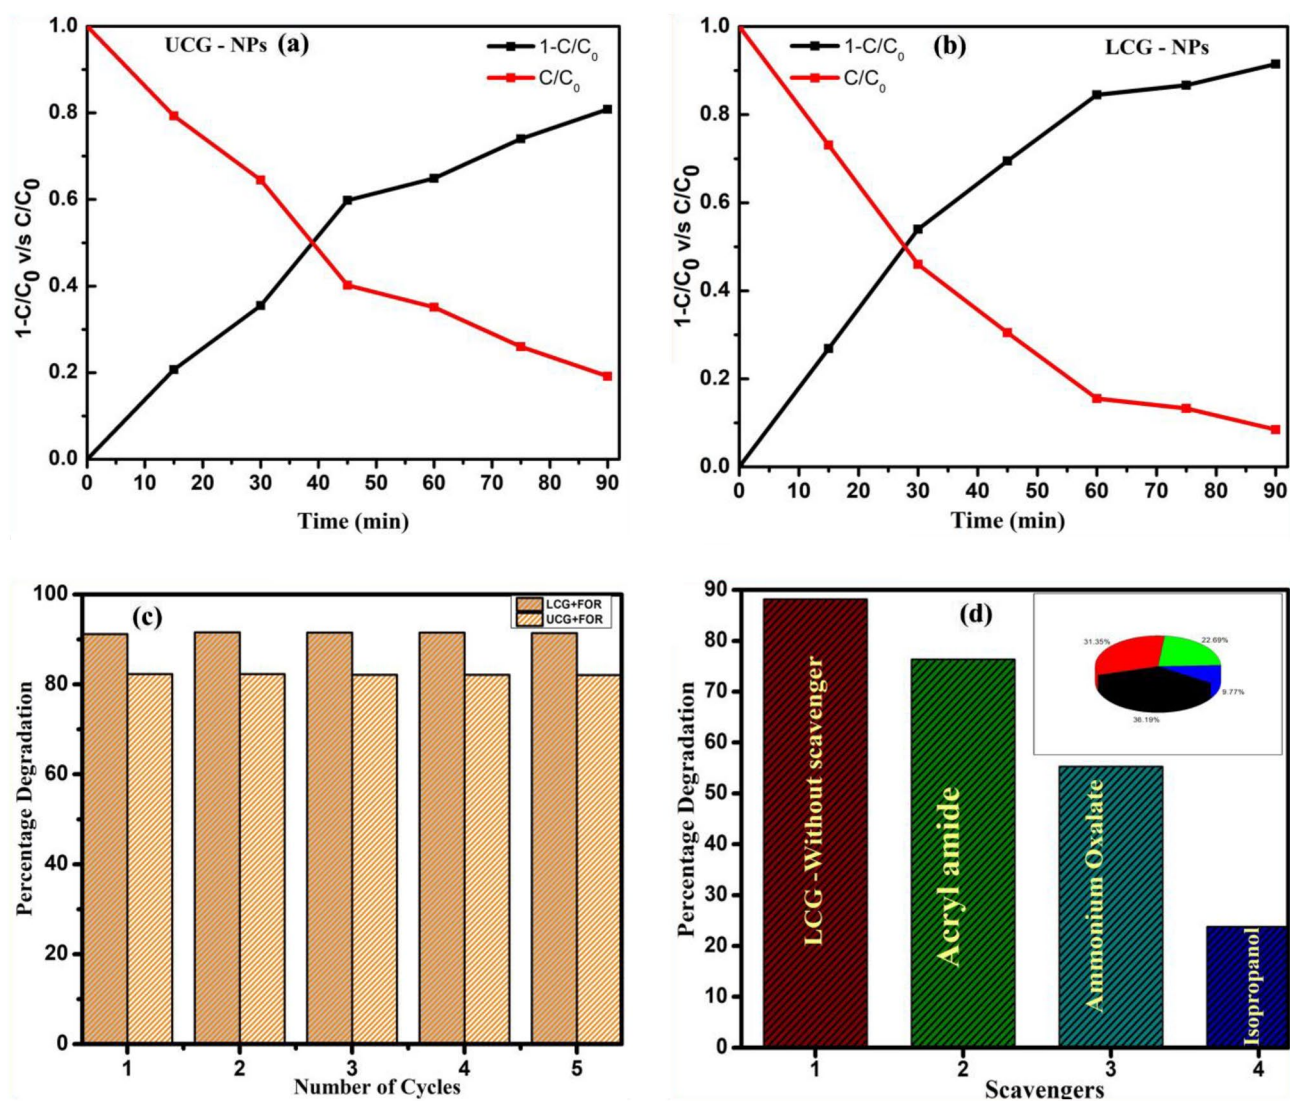 UCG - NPs (a)
1-C/C0
C/C0
1-C/C0 v/s C/C0
1.0
0.8
0.6
0.4
0.2
0.0
0 10 20 30 40 50 60 70 80 90
Time (min)
(b) LCG - NPs
1-C/C0
C/C0
1-C/C0 v/s C/C0
1.0
0.8
0.6
0.4
0.2
0.0
0 10 20 30 40 50 60 70 80 90
Time (min)
(c)
LCG+FOR
UCG+FOR
Percentage Degradation
100
80
60
40
20
0
1 2 3 4 5
Number of Cycles
(d)
31.35%
22.69%
9.77%
36.19%
Percentage Degradation
90
80
70
60
50
40
30
20
10
0
LCG -Without scavenger
Acryl amide
Ammonium Oxalate
Isopropanol
1 2 3 4
Scavengers